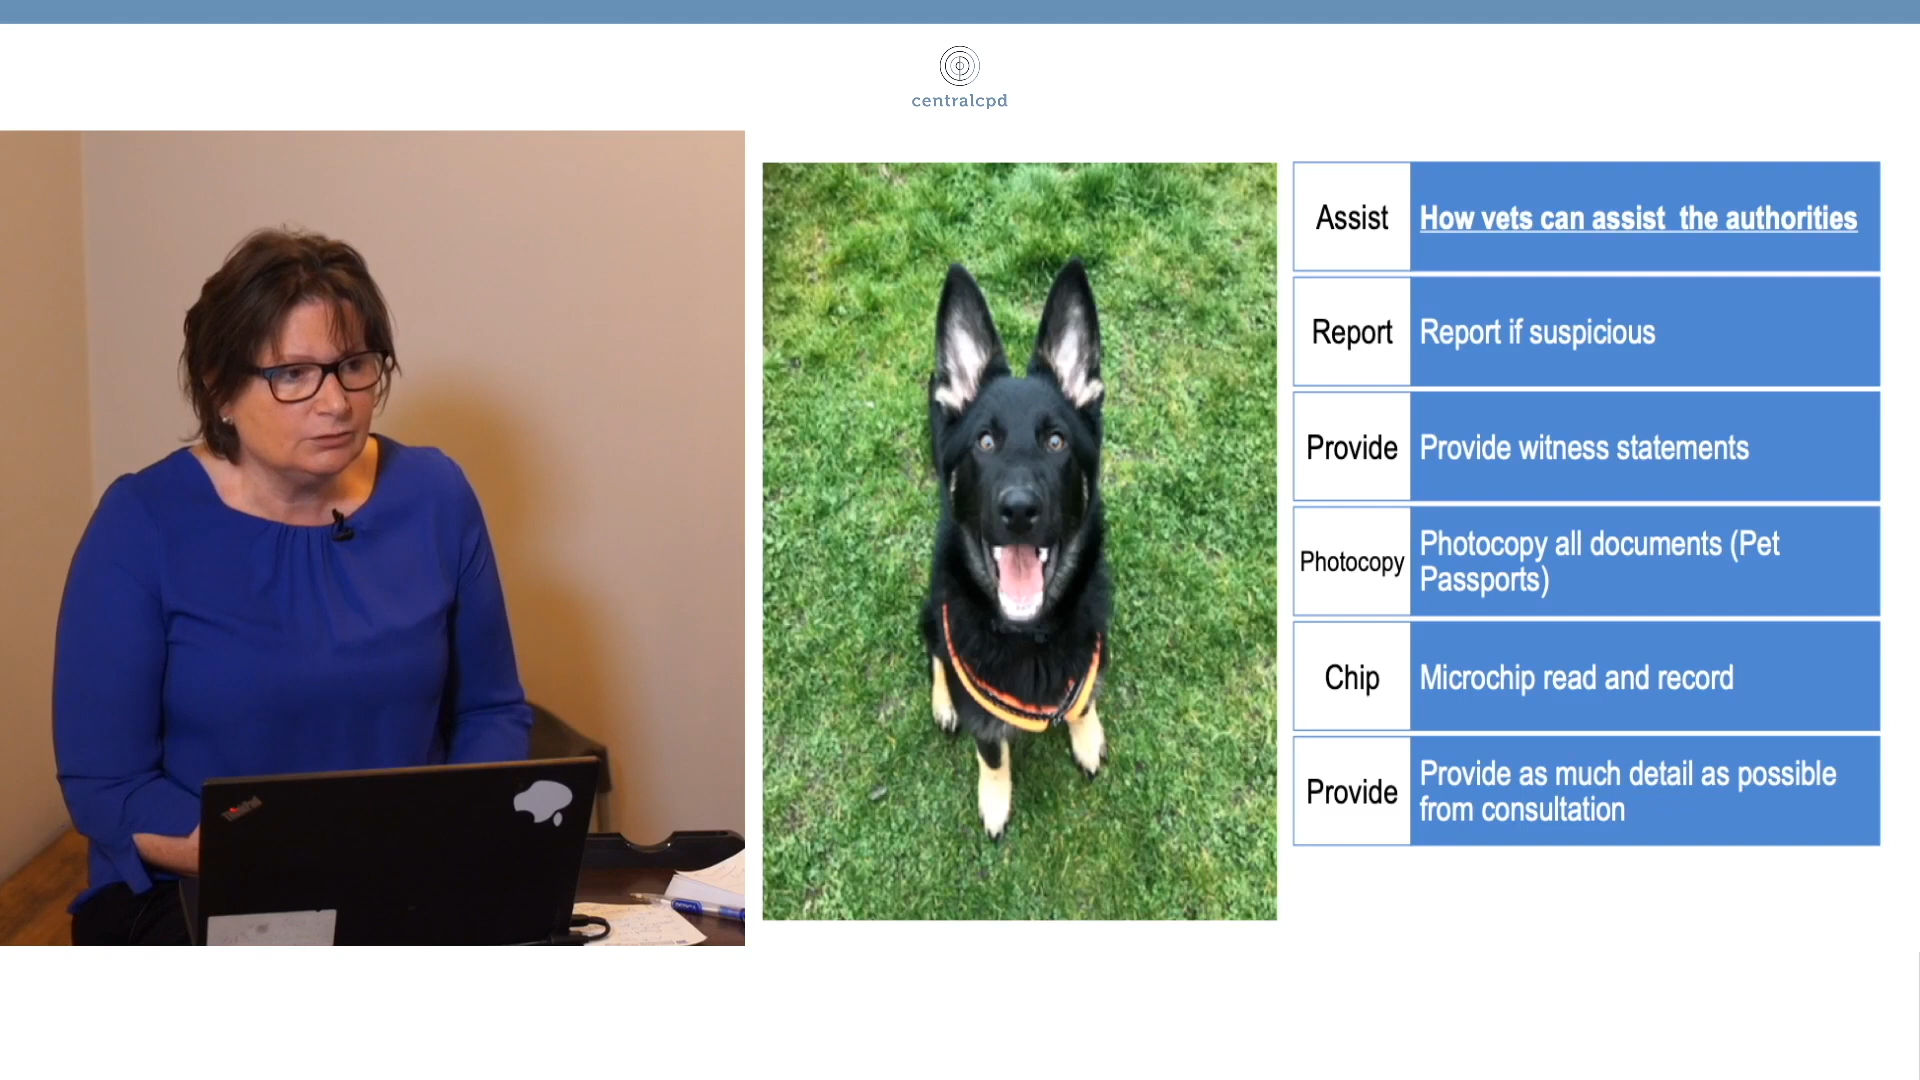 centralcpd
Assist
How vets can assist  the authorities
Report
Report if suspicious
Provide
Provide witness statements
Photocopy
Photocopy all documents (Pet
Passports)
Chip
Microchip read and record
Provide
Provide as much detail as possible
from consultation
ThinkPad